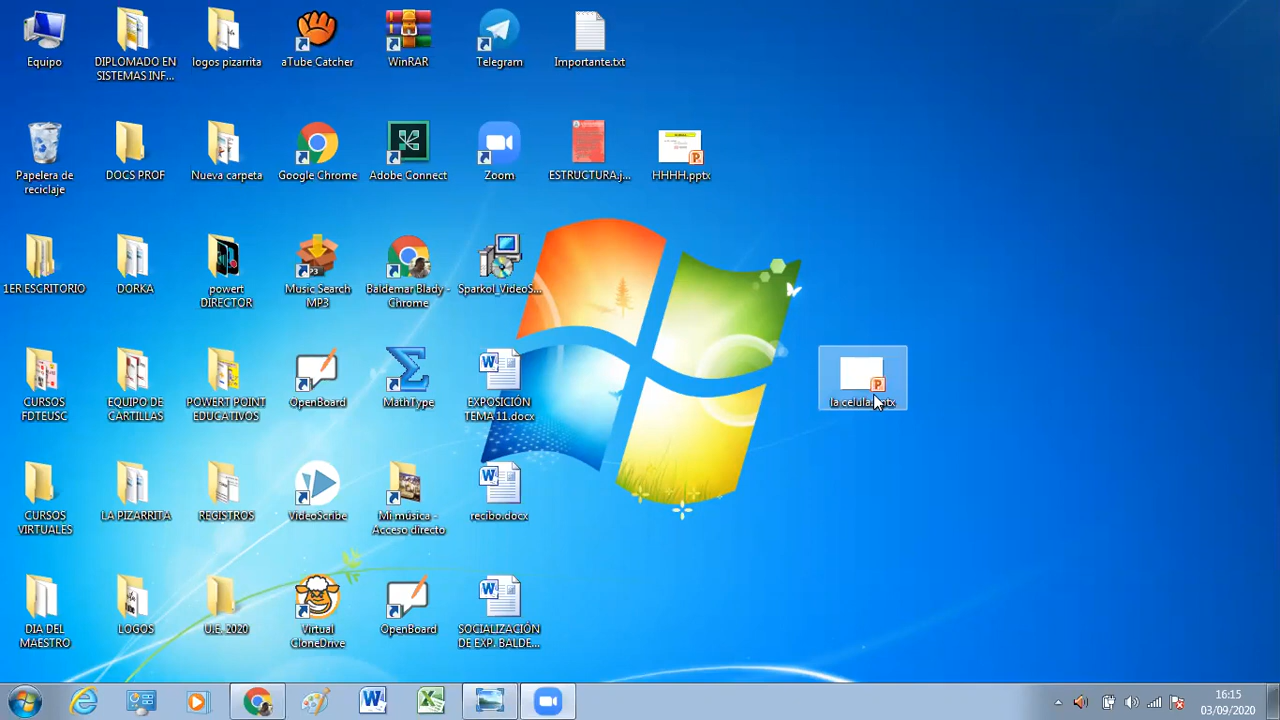 Equipo
DIPLOMADO EN
SISTEMAS INF...
logos pizarrita
aTube Catcher
WinRAR
Telegram
Importante.txt
Papelera de
reciclaje
DOCS PROF
Nueva carpeta
Google Chrome
Adobe Connect
Zoom
ESTRUCTURA.j...
HHHH.pptx
1ER ESCRITORIO
DORKA
powert
DIRECTOR
Music Search
MP3
Baldemar Blady -
Chrome
Sparkol_VideoS...
CURSOS
FDTEUSC
EQUIPO DE
CARTILLAS
POWERT POINT
EDUCATIVOS
OpenBoard
MathType
EXPOSICIÓN
TEMA 11.docx
la celula.pptx
CURSOS
VIRTUALES
LA PIZARRITA
REGISTROS
VideoScribe
Mi música -
Acceso directo
recibo.docx
DIA DEL
MAESTRO
LOGOS
U.E. 2020
Virtual
CloneDrive
OpenBoard
SOCIALIZACIÓN
DE EXP. BALDE...
16:15
03/09/2020